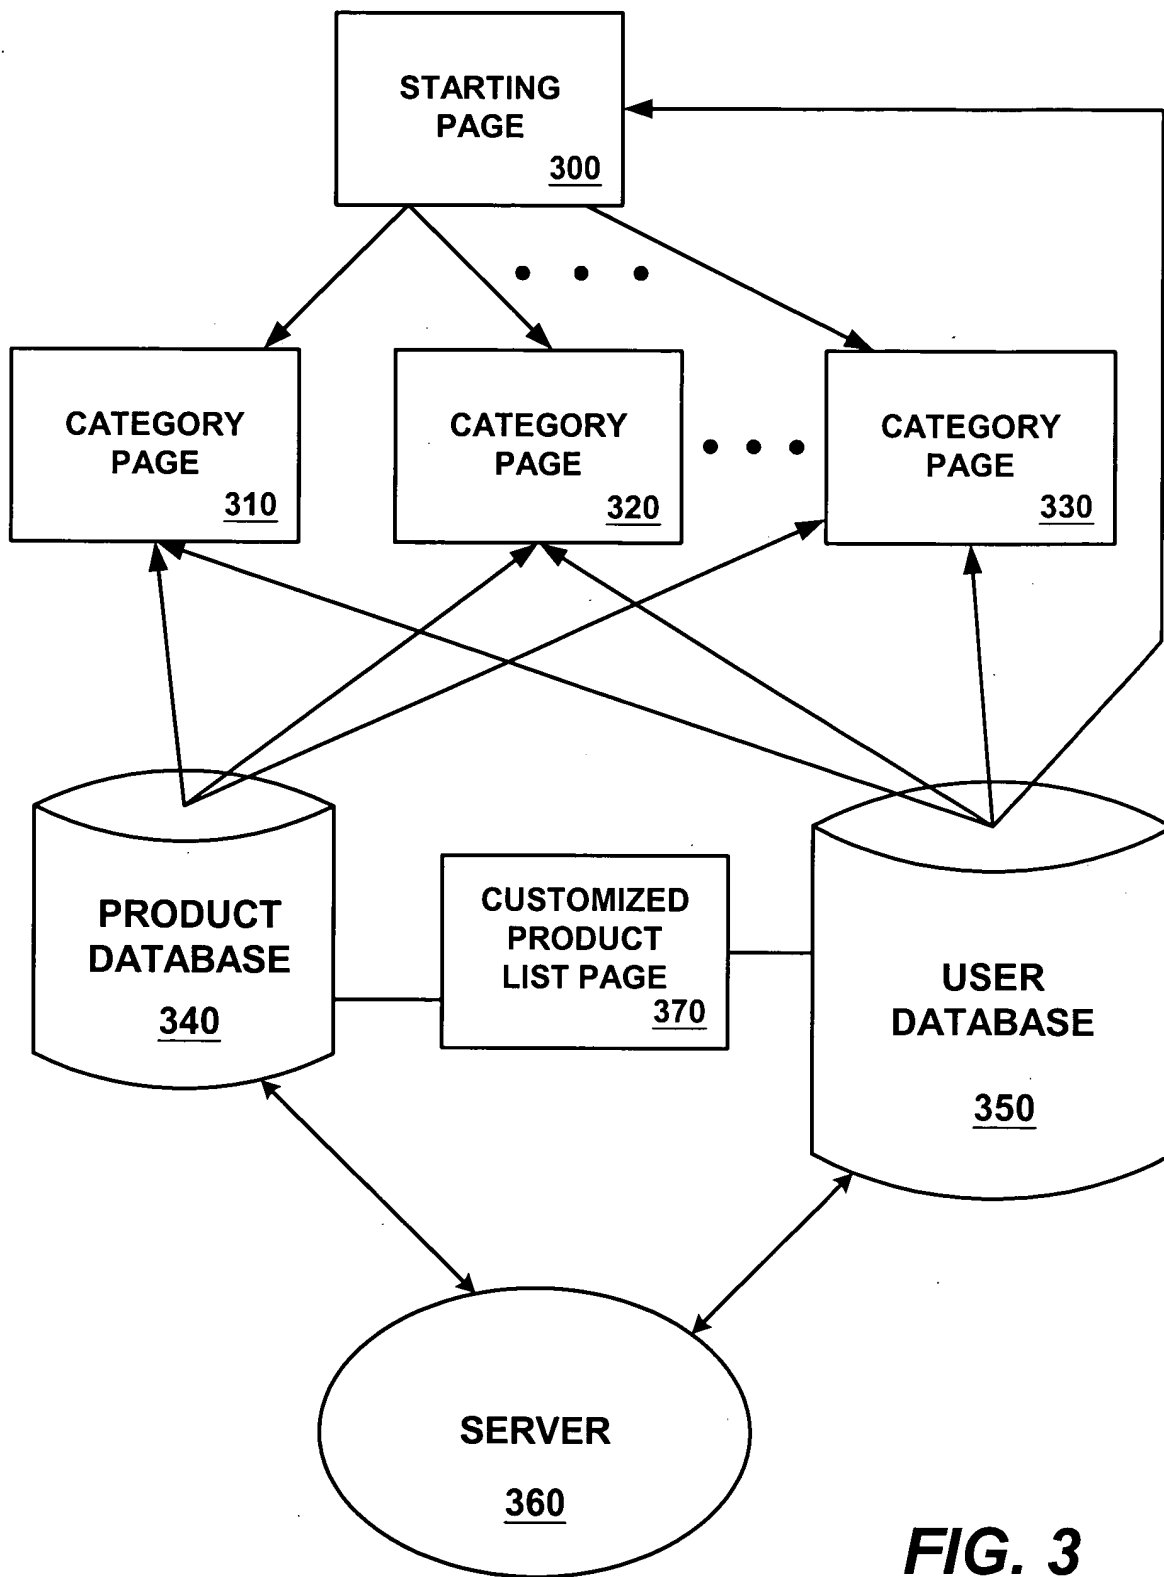 STARTING
PAGE
300
CATEGORY
PAGE
310
CATEGORY
PAGE
320
CATEGORY
PAGE
330
PRODUCT
DATABASE
340
CUSTOMIZED
PRODUCT
LIST PAGE
370
USER
DATABASE
350
SERVER
360
FIG. 3